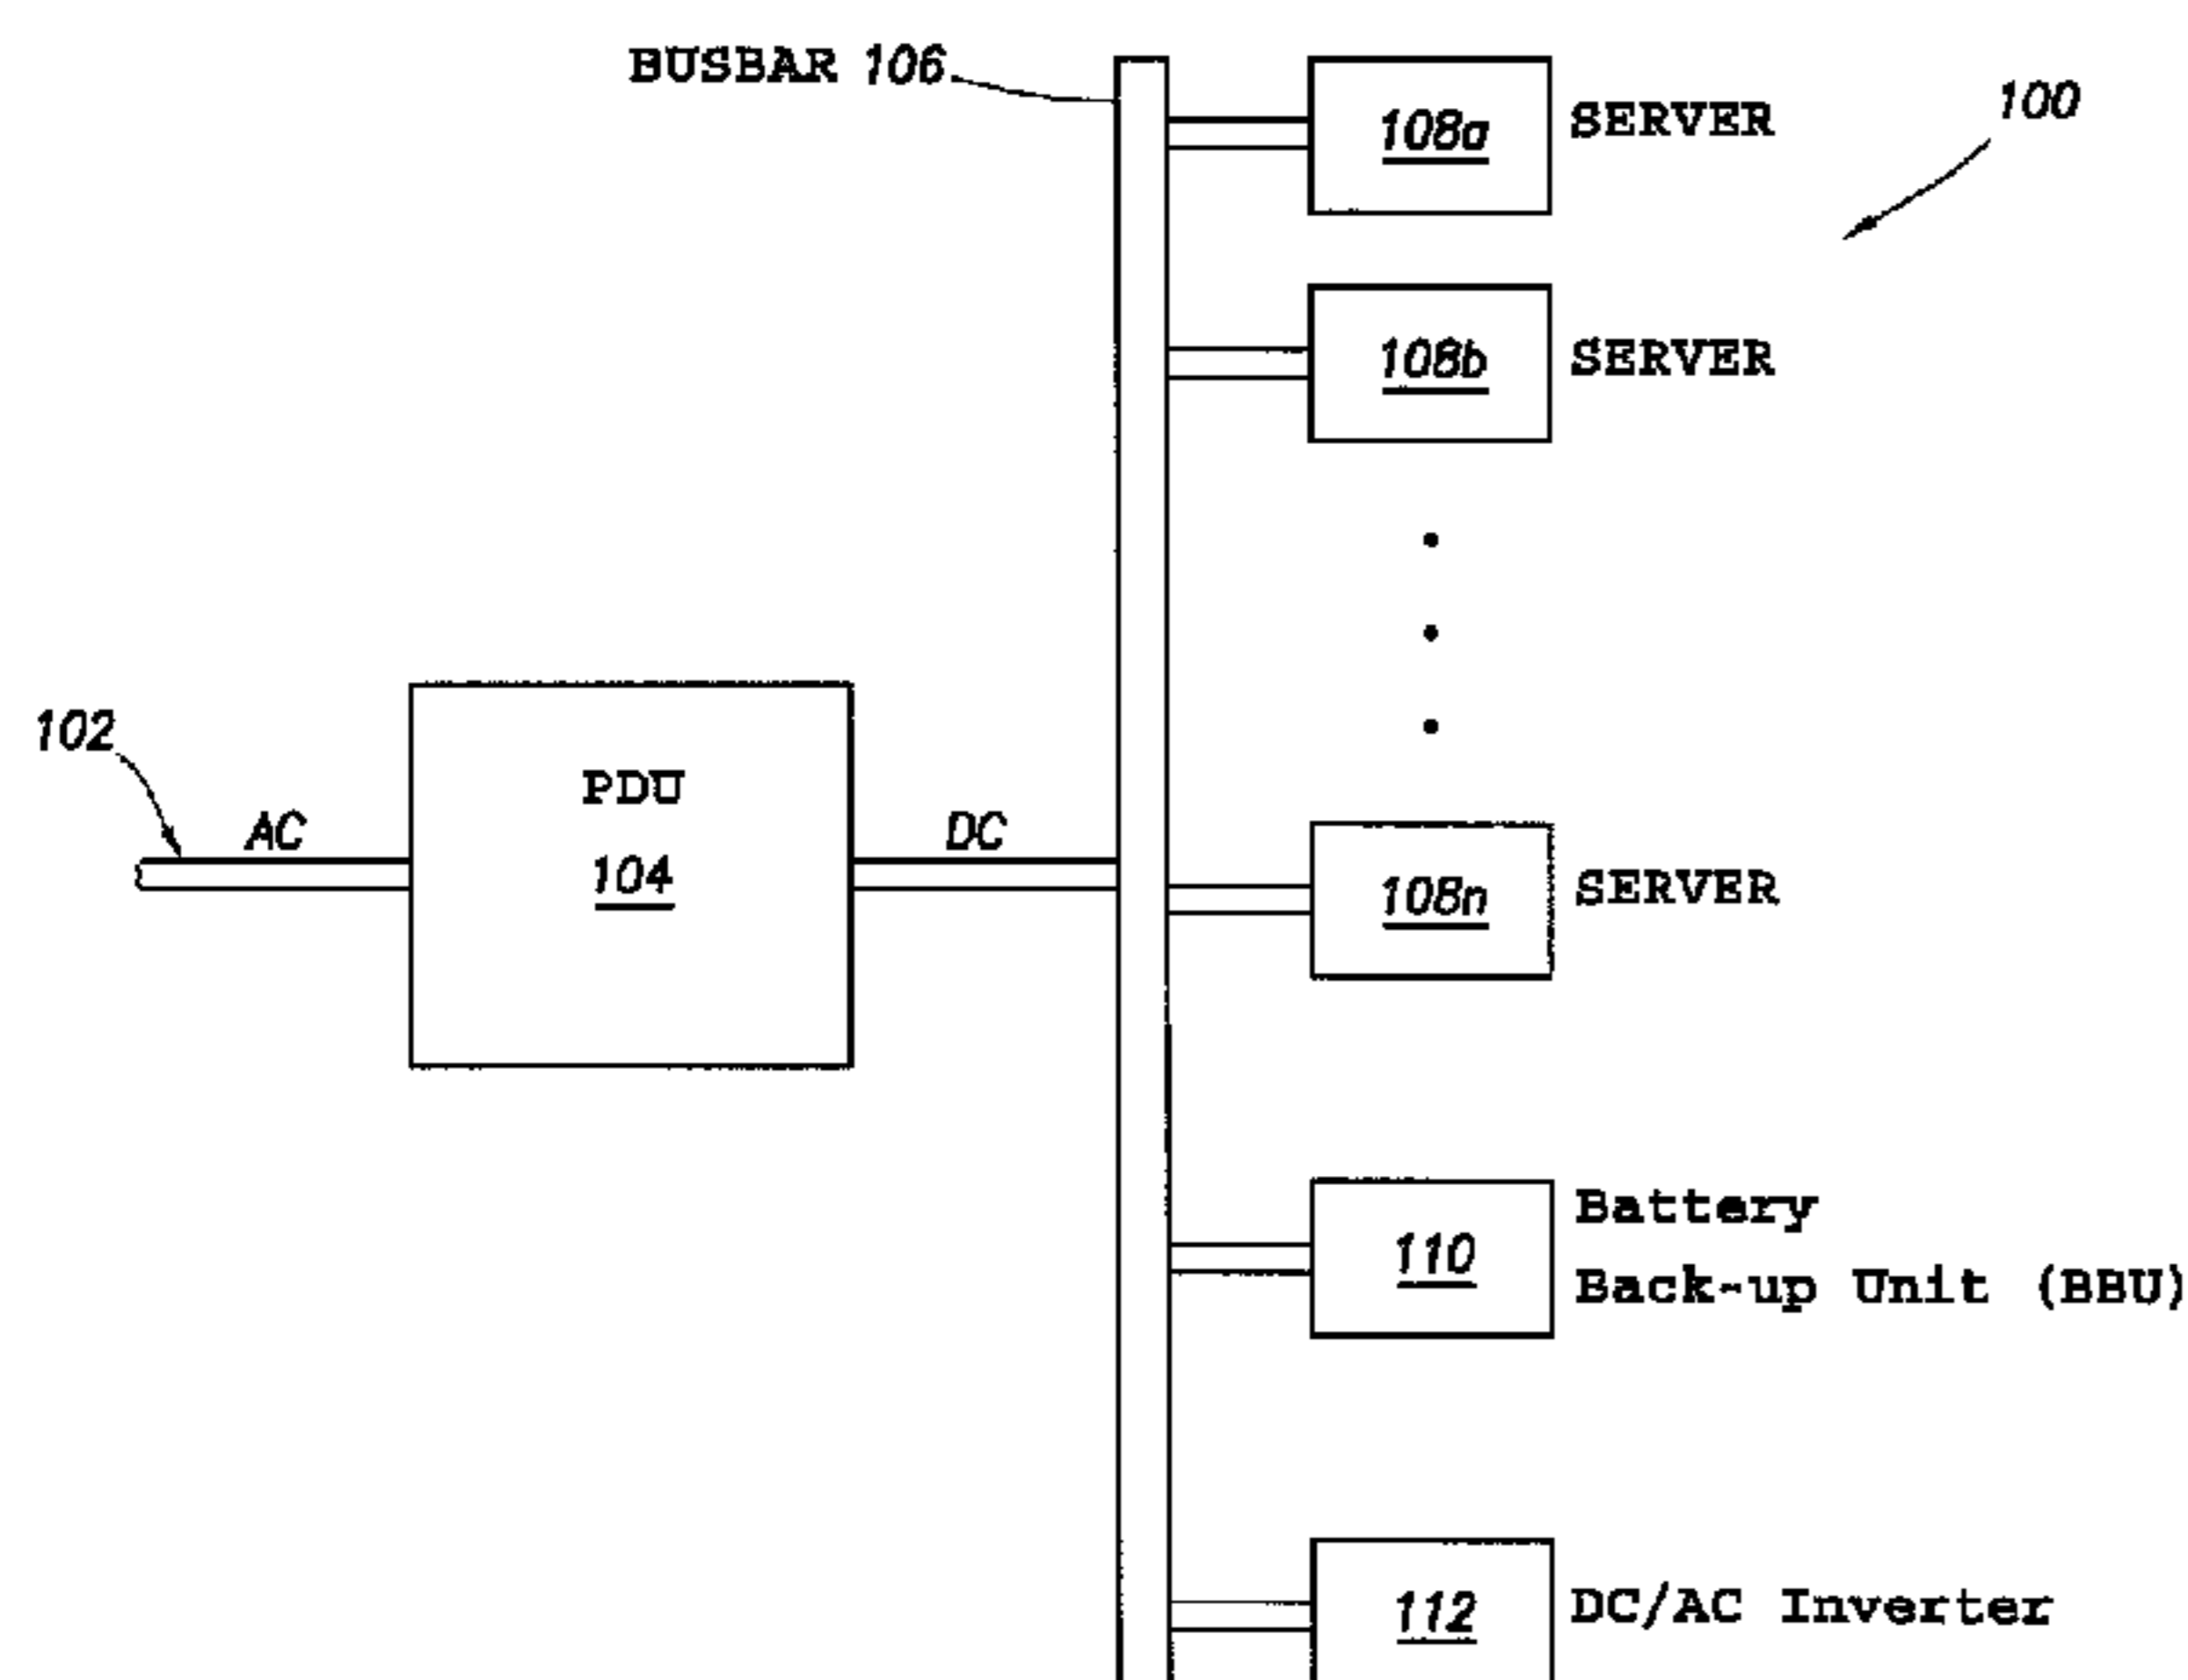 BUSBAR 106
108a SERVER
100
108b SERVER
102
AC
PDU
104
DC
108n SERVER
110
Battery
Back-up Unit (BBU)
112 DC/AC Inverter